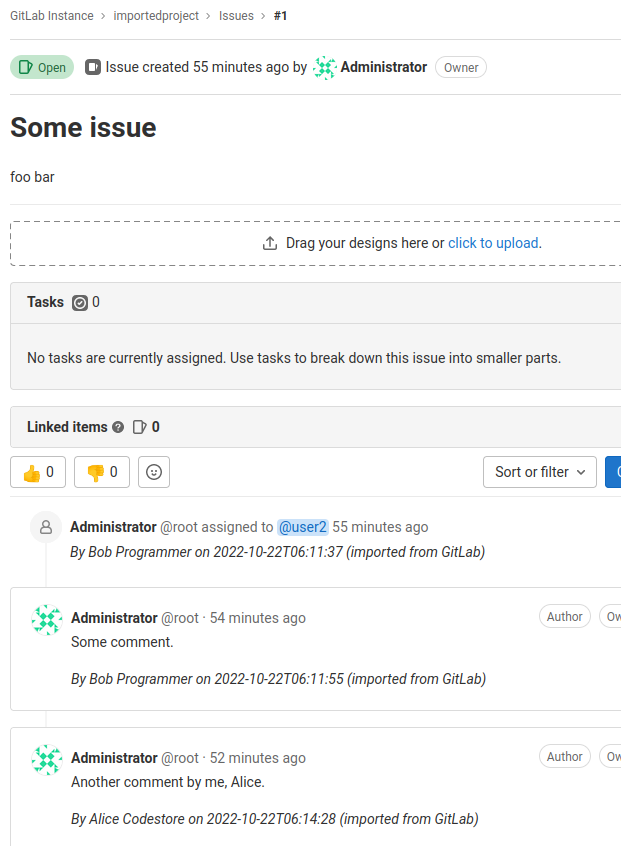 GitLab Instance > importedproject > Issues > #1
Open Issue created 55 minutes ago by Administrator Owner
Some issue
foo bar
Drag your designs here or click to upload.
Tasks 0
No tasks are currently assigned. Use tasks to break down this issue into smaller parts.
Linked items 0
0 0 Sort or filter
Administrator @root assigned to @user2 55 minutes ago
By Bob Programmer on 2022-10-22T06:11:37 (imported from GitLab)
Administrator @root · 54 minutes ago Author
Some comment.
By Bob Programmer on 2022-10-22T06:11:55 (imported from GitLab)
Administrator @root · 52 minutes ago Author
Another comment by me, Alice.
By Alice Codestore on 2022-10-22T06:14:28 (imported from GitLab)